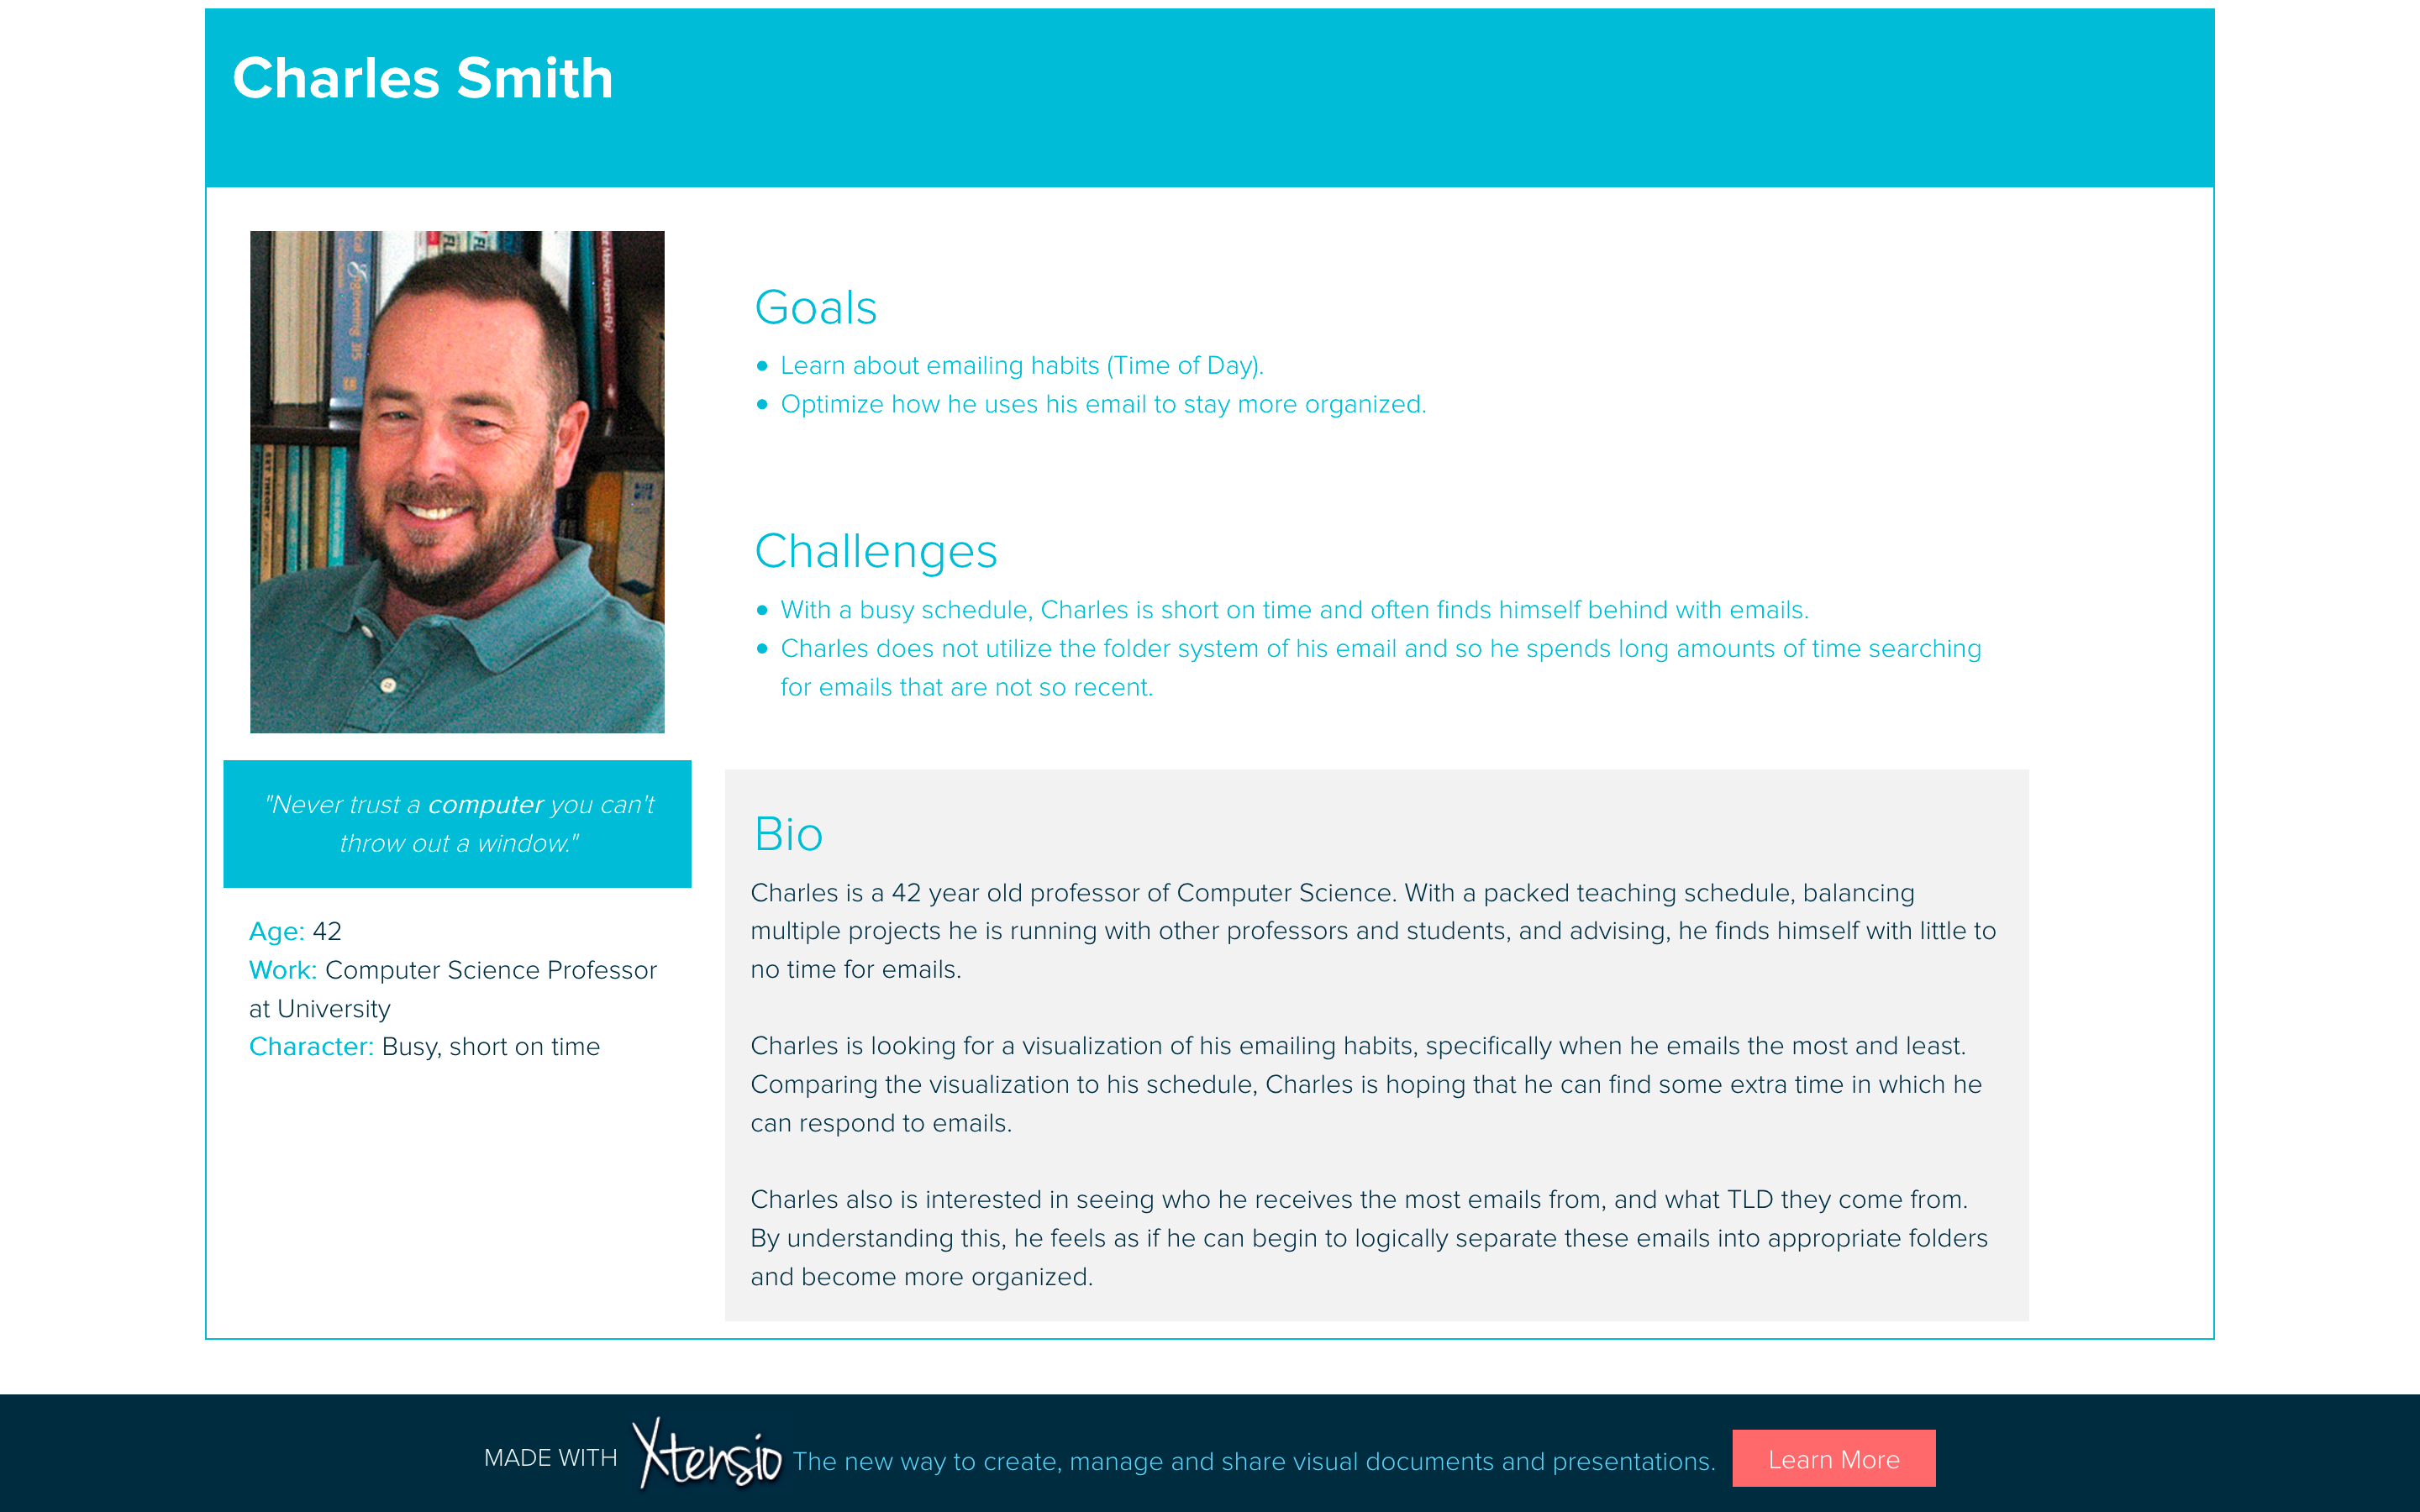 Charles Smith
Goals
Learn about emailing habits (Time of Day).
Optimize how he uses his email to stay more organized.
Challenges
With a busy schedule, Charles is short on time and often finds himself behind with emails.
Charles does not utilize the folder system of his email and so he spends long amounts of time searching
for emails that are not so recent.
"Never trust a computer you can't
throw out a window."
Age: 42
Work: Computer Science Professor
at University
Character: Busy, short on time
Bio
Charles is a 42 year old professor of Computer Science. With a packed teaching schedule, balancing
multiple projects he is running with other professors and students, and advising, he finds himself with little to
no time for emails.
Charles is looking for a visualization of his emailing habits, specifically when he emails the most and least.
Comparing the visualization to his schedule, Charles is hoping that he can find some extra time in which he
can respond to emails.
Charles also is interested in seeing who he receives the most emails from, and what TLD they come from.
By understanding this, he feels as if he can begin to logically separate these emails into appropriate folders
and become more organized.
MADE WITH Xtensio The new way to create, manage and share visual documents and presentations. Learn More